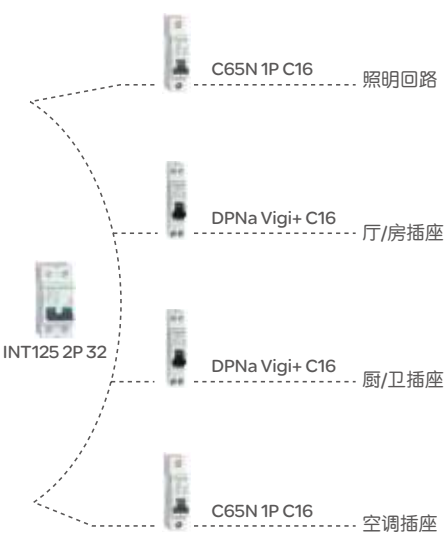 C65N 1P C16
照明回路
DPNa Vigi+ C16
厅/房插座
INT125 2P 32
DPNa Vigi+ C16
厨/卫插座
C65N 1P C16
空调插座